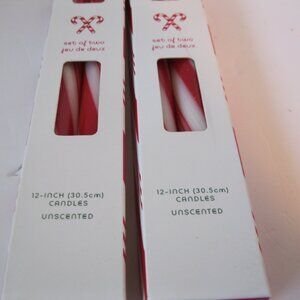 set of two
jeu de deux
12-INCH (30.5cm)
CANDLES
UNSCENTED
set of two
jeu de deux
12-INCH (30.5cm)
CANDLES
UNSCENTED